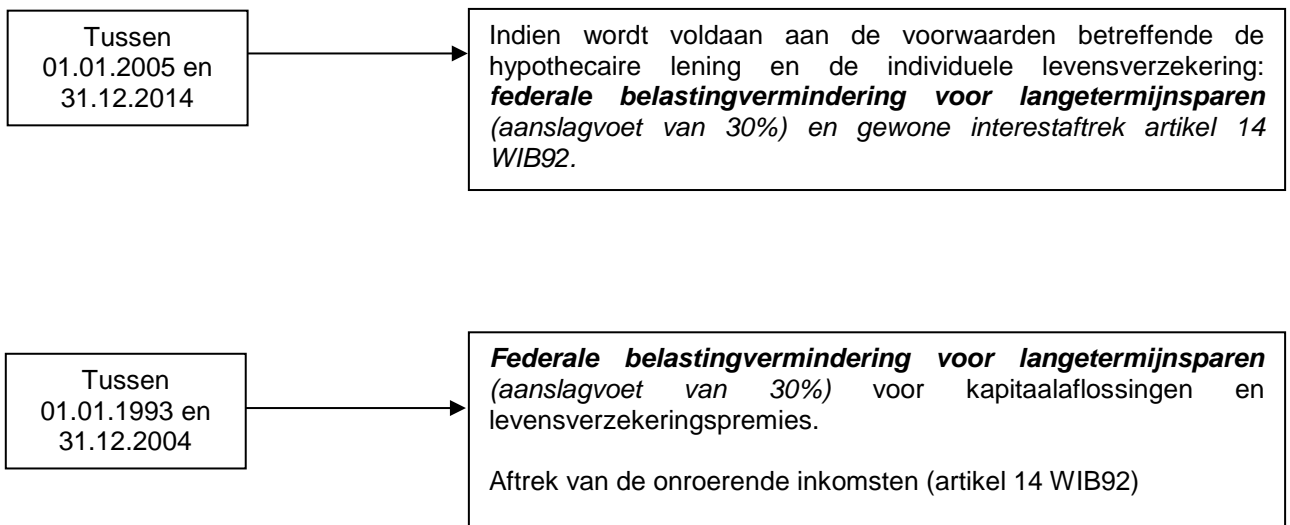 Tussen
01.01.2005 en
31.12.2014
Indien wordt voldaan aan de voorwaarden betreffende de
hypothecaire lening en de individuele levensverzekering:
federale belastingvermindering voor langetermijnsparen
(aanslagvoet van 30%) en gewone interestaftrek artikel 14
WIB92.
Tussen
01.01.1993 en
31.12.2004
Federale belastingvermindering voor langetermijnsparen
(aanslagvoet van 30%) voor kapitaalaflossingen en
levensverzekeringspremies.
Aftrek van de onroerende inkomsten (artikel 14 WIB92)